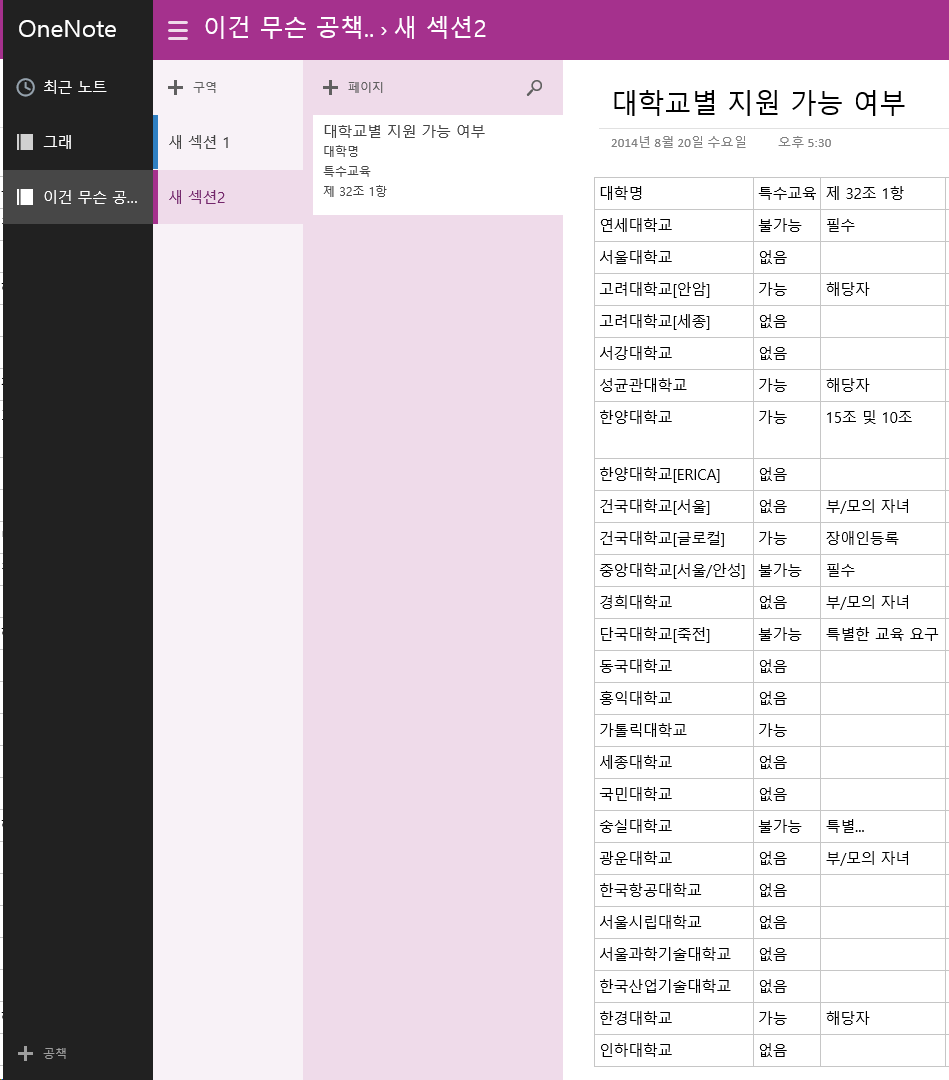 OneNote
최근 노트
그래
이건 무슨 공...
공책
이건 무슨 공책.. › 새 섹션2
구역
새 섹션 1
새 섹션2
페이지
대학교별 지원 가능 여부
대학명
특수교육
제 32조 1항
대학교별 지원 가능 여부
2014년 8월 20일 수요일 오후 5:30
대학명 특수교육 제 32조 1항
연세대학교 불가능 필수
서울대학교 없음
고려대학교[안암] 가능 해당자
고려대학교[세종] 없음
서강대학교 없음
성균관대학교 가능 해당자
한양대학교 가능 15조 및 10조
한양대학교[ERICA] 없음
건국대학교[서울] 없음 부/모의 자녀
건국대학교[글로컬] 가능 장애인등록
중앙대학교[서울/안성] 불가능 필수
경희대학교 없음 부/모의 자녀
단국대학교[죽전] 불가능 특별한 교육 요구
동국대학교 없음
홍익대학교 없음
가톨릭대학교 가능
세종대학교 없음
국민대학교 없음
숭실대학교 불가능 특별...
광운대학교 없음 부/모의 자녀
한국항공대학교 없음
서울시립대학교 없음
서울과학기술대학교 없음
한국산업기술대학교 없음
한경대학교 가능 해당자
인하대학교 없음